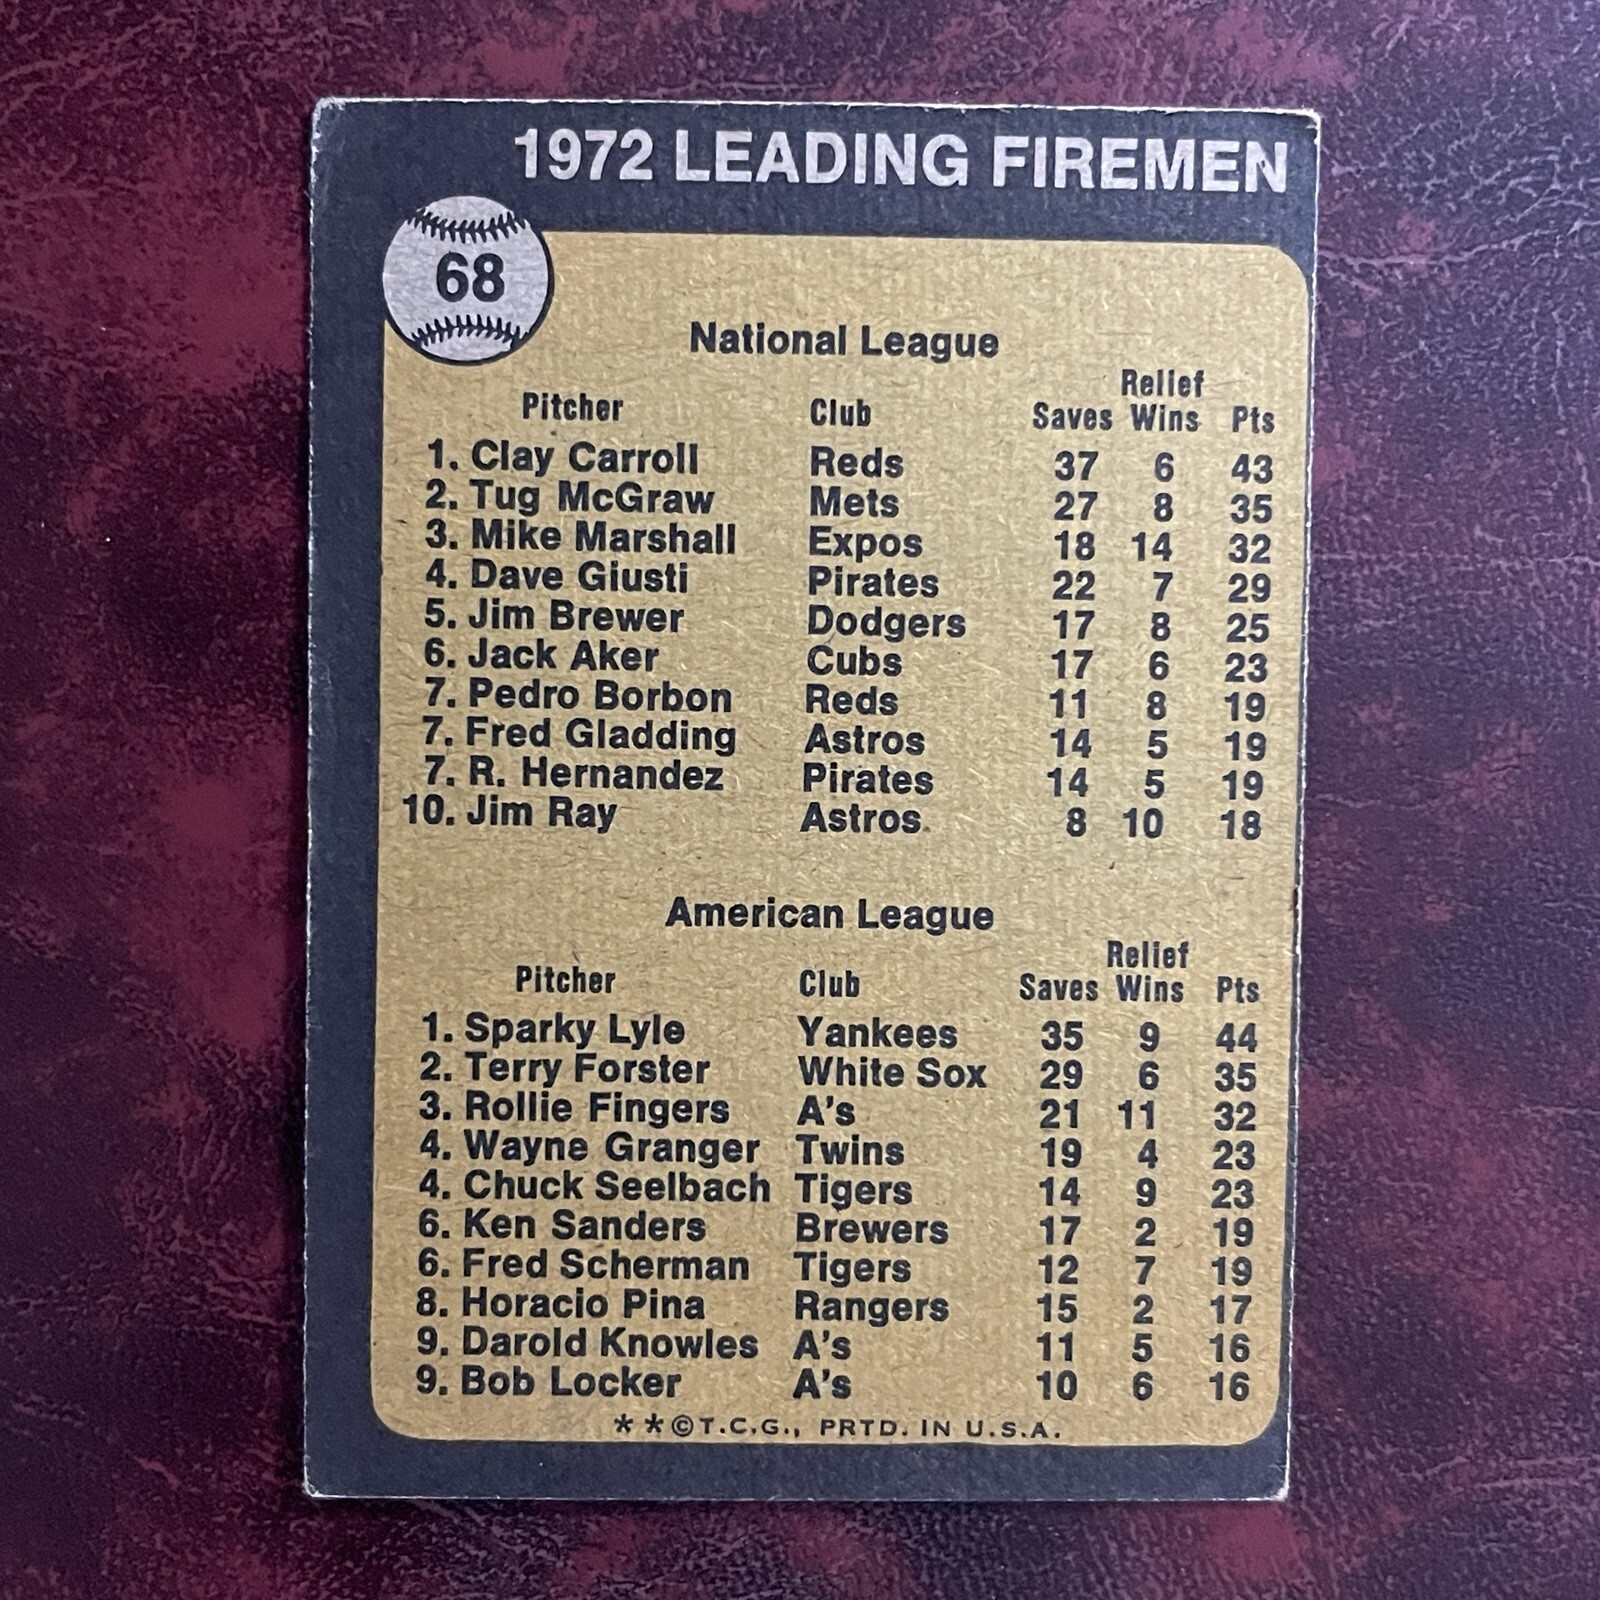 1972 LEADING FIREMEN
68
National League
Pitcher Club Saves Relief Wins Pts
1. Clay Carroll Reds 37 6 43
2. Tug McGraw Mets 27 8 35
3. Mike Marshall Expos 18 14 32
4. Dave Giusti Pirates 22 7 29
5. Jim Brewer Dodgers 17 8 25
6. Jack Aker Cubs 17 6 23
7. Pedro Borbon Reds 11 8 19
7. Fred Gladding Astros 14 5 19
7. R. Hernandez Pirates 14 5 19
10. Jim Ray Astros 8 10 18
American League
Pitcher Club Saves Relief Wins Pts
1. Sparky Lyle Yankees 35 9 44
2. Terry Forster White Sox 29 6 35
3. Rollie Fingers A's 21 11 32
4. Wayne Granger Twins 19 4 23
4. Chuck Seelbach Tigers 14 9 23
6. Ken Sanders Brewers 17 2 19
6. Fred Scherman Tigers 12 7 19
8. Horacio Pina Rangers 15 2 17
9. Darold Knowles A's 11 5 16
9. Bob Locker A's 10 6 16
* * © T.C.G., PRTD. IN U.S.A.